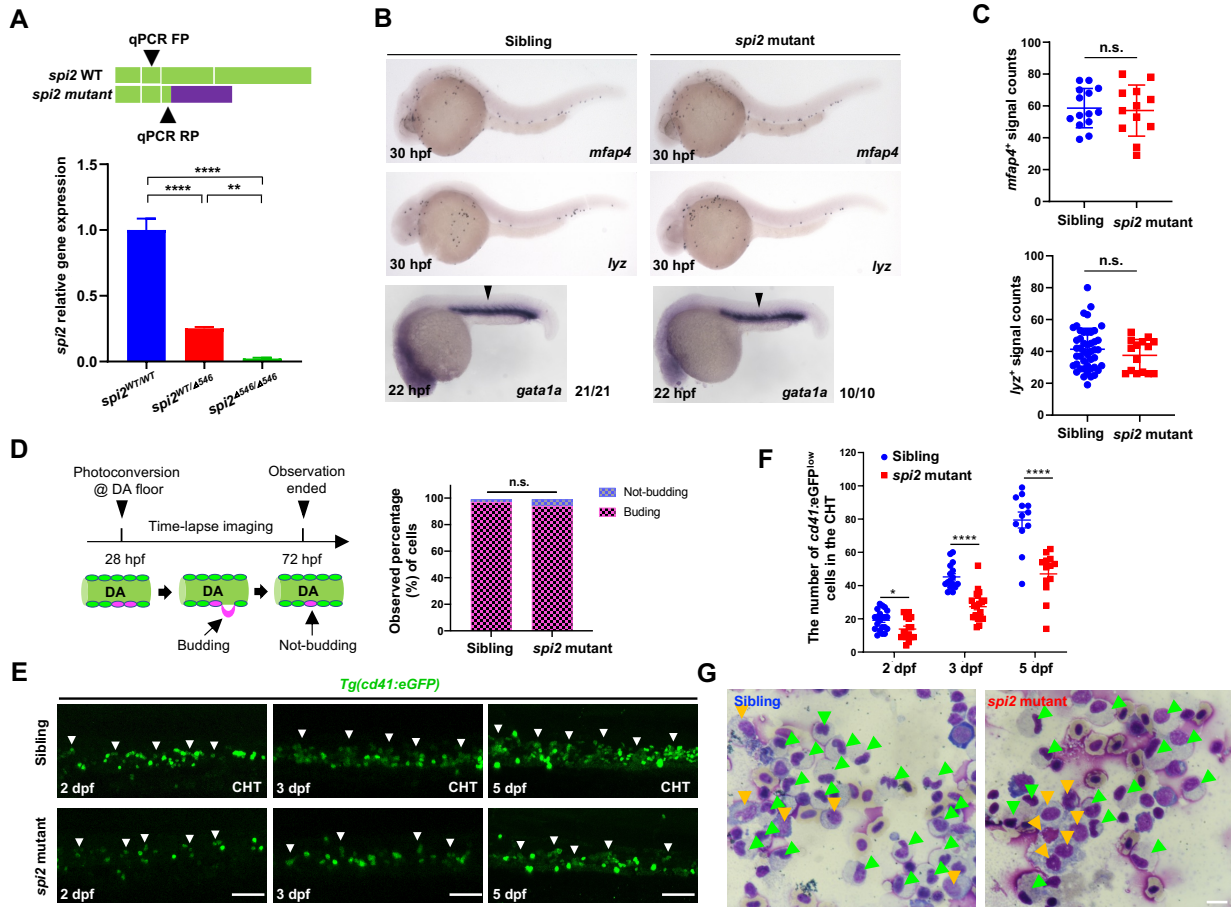 A
qPCR FP
spi2 WT
spi2 mutant
qPCR RP
spi2 relative gene expression
1.5
1.0
0.5
0.0
****
****
**
spi2WT/WT
spi2WT/Δ546
spi2Δ546/Δ546
B
Sibling
spi2 mutant
30 hpf
mfap4
30 hpf
mfap4
30 hpf
lyz
30 hpf
lyz
22 hpf
gata1a
21/21
22 hpf
gata1a
10/10
C
mfap4+ signal counts
100
80
60
40
20
0
n.s.
Sibling
spi2 mutant
lyz+ signal counts
100
80
60
40
20
0
n.s.
Sibling
spi2 mutant
D
Photoconversion
@ DA floor
Observation
ended
Time-lapse imaging
28 hpf
72 hpf
DA
DA
DA
Budding
Not-budding
Observed percentage
(%) of cells
100
80
60
40
20
0
n.s.
Not-budding
Buding
Sibling
spi2 mutant
E
Tg(cd41:eGFP)
Sibling
2 dpf
CHT
3 dpf
CHT
5 dpf
CHT
spi2 mutant
2 dpf
3 dpf
5 dpf
F
The number of cd41:eGFPlow
cells in the CHT
120
100
80
60
40
20
0
Sibling
spi2 mutant
*
****
****
2 dpf
3 dpf
5 dpf
G
Sibling
spi2 mutant